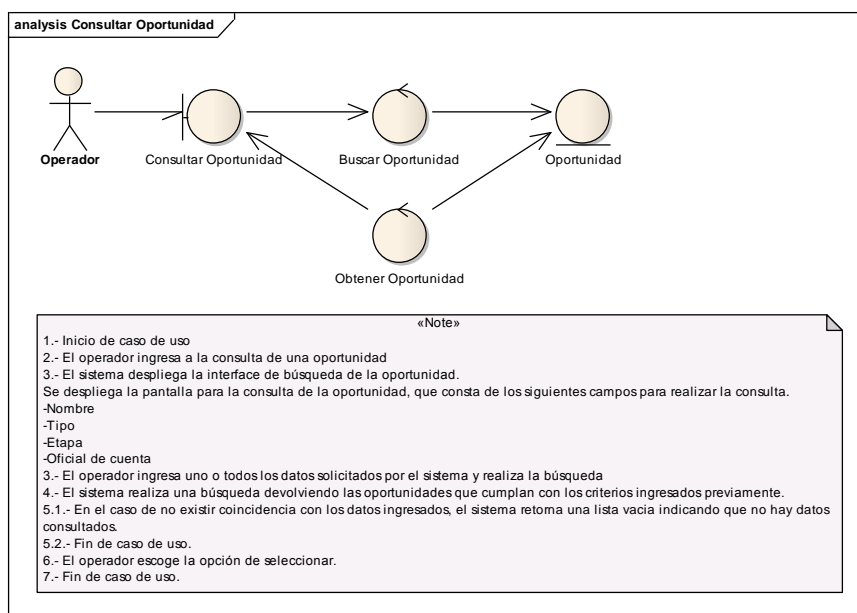 analysis Consultar Oportunidad
Operador
Consultar Oportunidad
Buscar Oportunidad
Oportunidad
Obtener Oportunidad
«Note»
1.- Inicio de caso de uso
2.- El operador ingresa a la consulta de una oportunidad
3.- El sistema despliega la interface de búsqueda de la oportunidad.
Se despliega la pantalla para la consulta de la oportunidad, que consta de los siguientes campos para realizar la consulta.
-Nombre
-Tipo
-Etapa
-Oficial de cuenta
3.- El operador ingresa uno o todos los datos solicitados por el sistema y realiza la búsqueda
4.- El sistema realiza una búsqueda devolviendo las oportunidades que cumplan con los criterios ingresados previamente.
5.1.- En el caso de no existir coincidencia con los datos ingresados, el sistema retorna una lista vacia indicando que no hay datos
consultados.
5.2.- Fin de caso de uso.
6.- El operador escoge la opción de seleccionar.
7.- Fin de caso de uso.